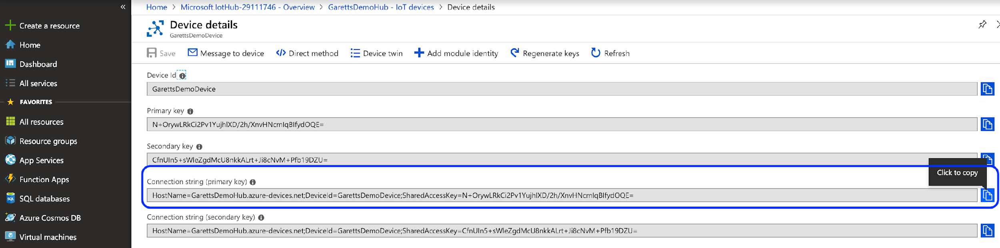 «
Create a resource
Home
Dashboard
All services
FAVORITES
All resources
Resource groups
App Services
Function Apps
SQL databases
Azure Cosmos DB
Virtual machines
Home > Microsoft.IotHub-29111746 - Overview > GarettsDemoHub - IoT devices > Device details
Device details
GarettsDemoDevice
Save Message to device Direct method Device twin Add module identity Regenerate keys Refresh
Device Id
GarettsDemoDevice
Primary key
N+OrywLRkCi2Pv1YujhlXD/2h/XnvHNcmIqBIfydOQE=
Secondary key
CfnUIn5+sWleZgdMcU8nkkALrt+Ji8cNvM+Pfb19DZU=
Click to copy
Connection string (primary key)
HostName=GarettsDemoHub.azure-devices.net;DeviceId=GarettsDemoDevice;SharedAccessKey=N+OrywLRkCi2Pv1YujhlXD/2h/XnvHNcmIqBIfydOQE=
Connection string (secondary key)
HostName=GarettsDemoHub.azure-devices.net;DeviceId=GarettsDemoDevice;SharedAccessKey=CfnUIn5+sWleZgdMcU8nkkALrt+Ji8cNvM+Pfb19DZU=